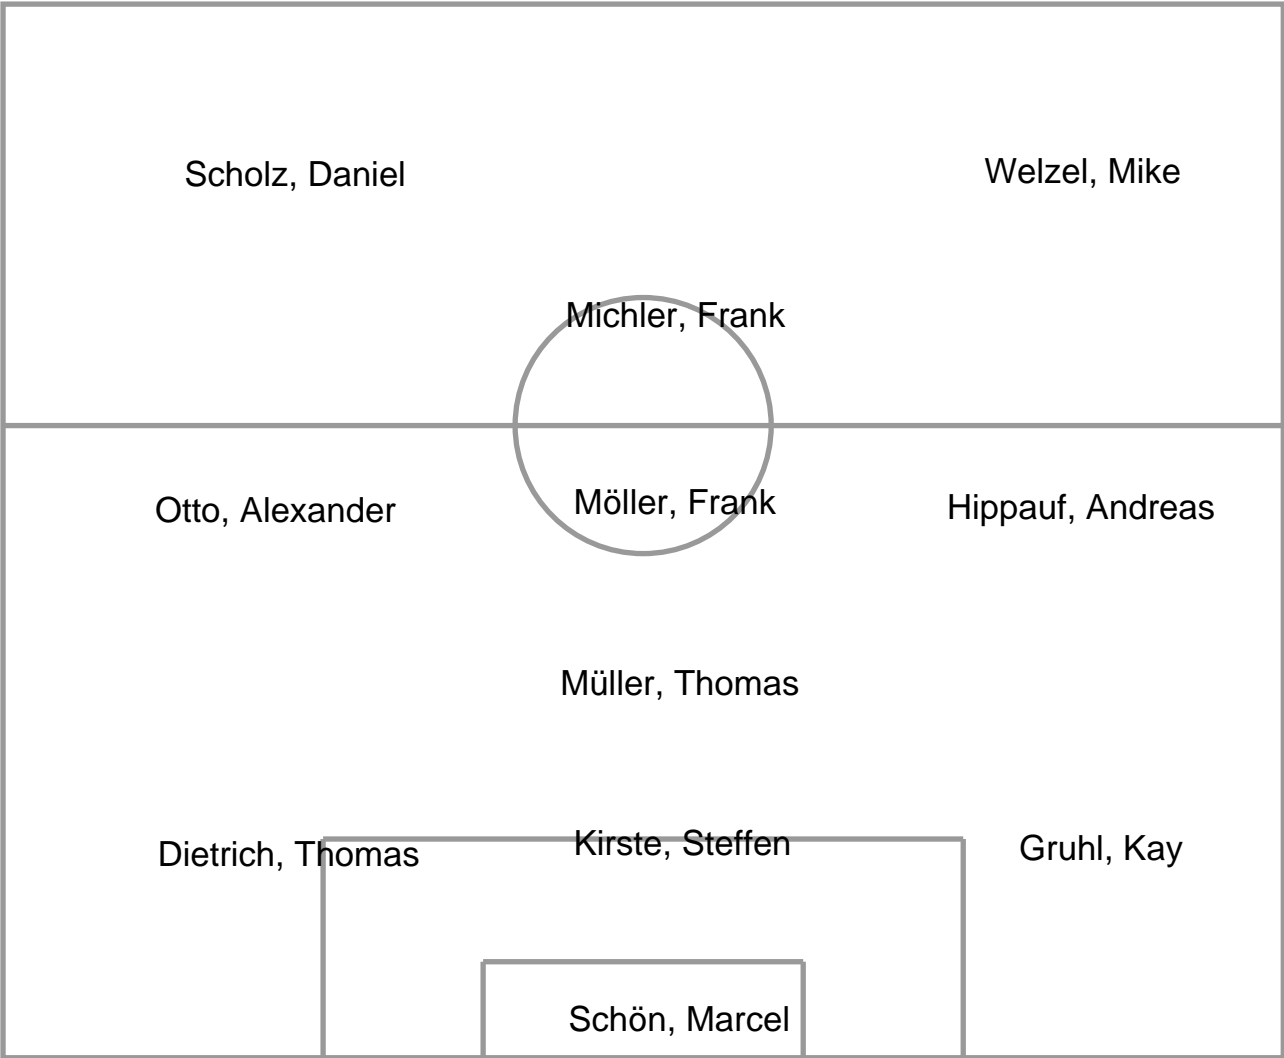 Scholz, Daniel
Welzel, Mike
Michler, Frank
Otto, Alexander
Möller, Frank
Hippauf, Andreas
Müller, Thomas
Dietrich, Thomas
Kirste, Steffen
Gruhl, Kay
Schön, Marcel